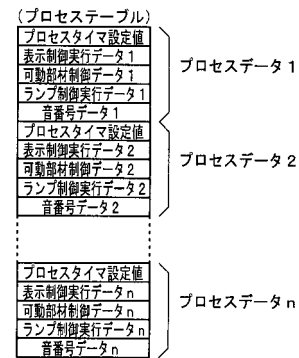 (プロセステーブル)
プロセスタイマ設定値
表示制御実行データ1
可動部材制御データ1
ランプ制御実行データ1
音番号データ1
プロセスデータ1
プロセスタイマ設定値
表示制御実行データ2
可動部材制御データ2
ランプ制御実行データ2
音番号データ2
プロセスデータ2
プロセスタイマ設定値
表示制御実行データn
可動部材制御データn
ランプ制御実行データn
音番号データn
プロセスデータn